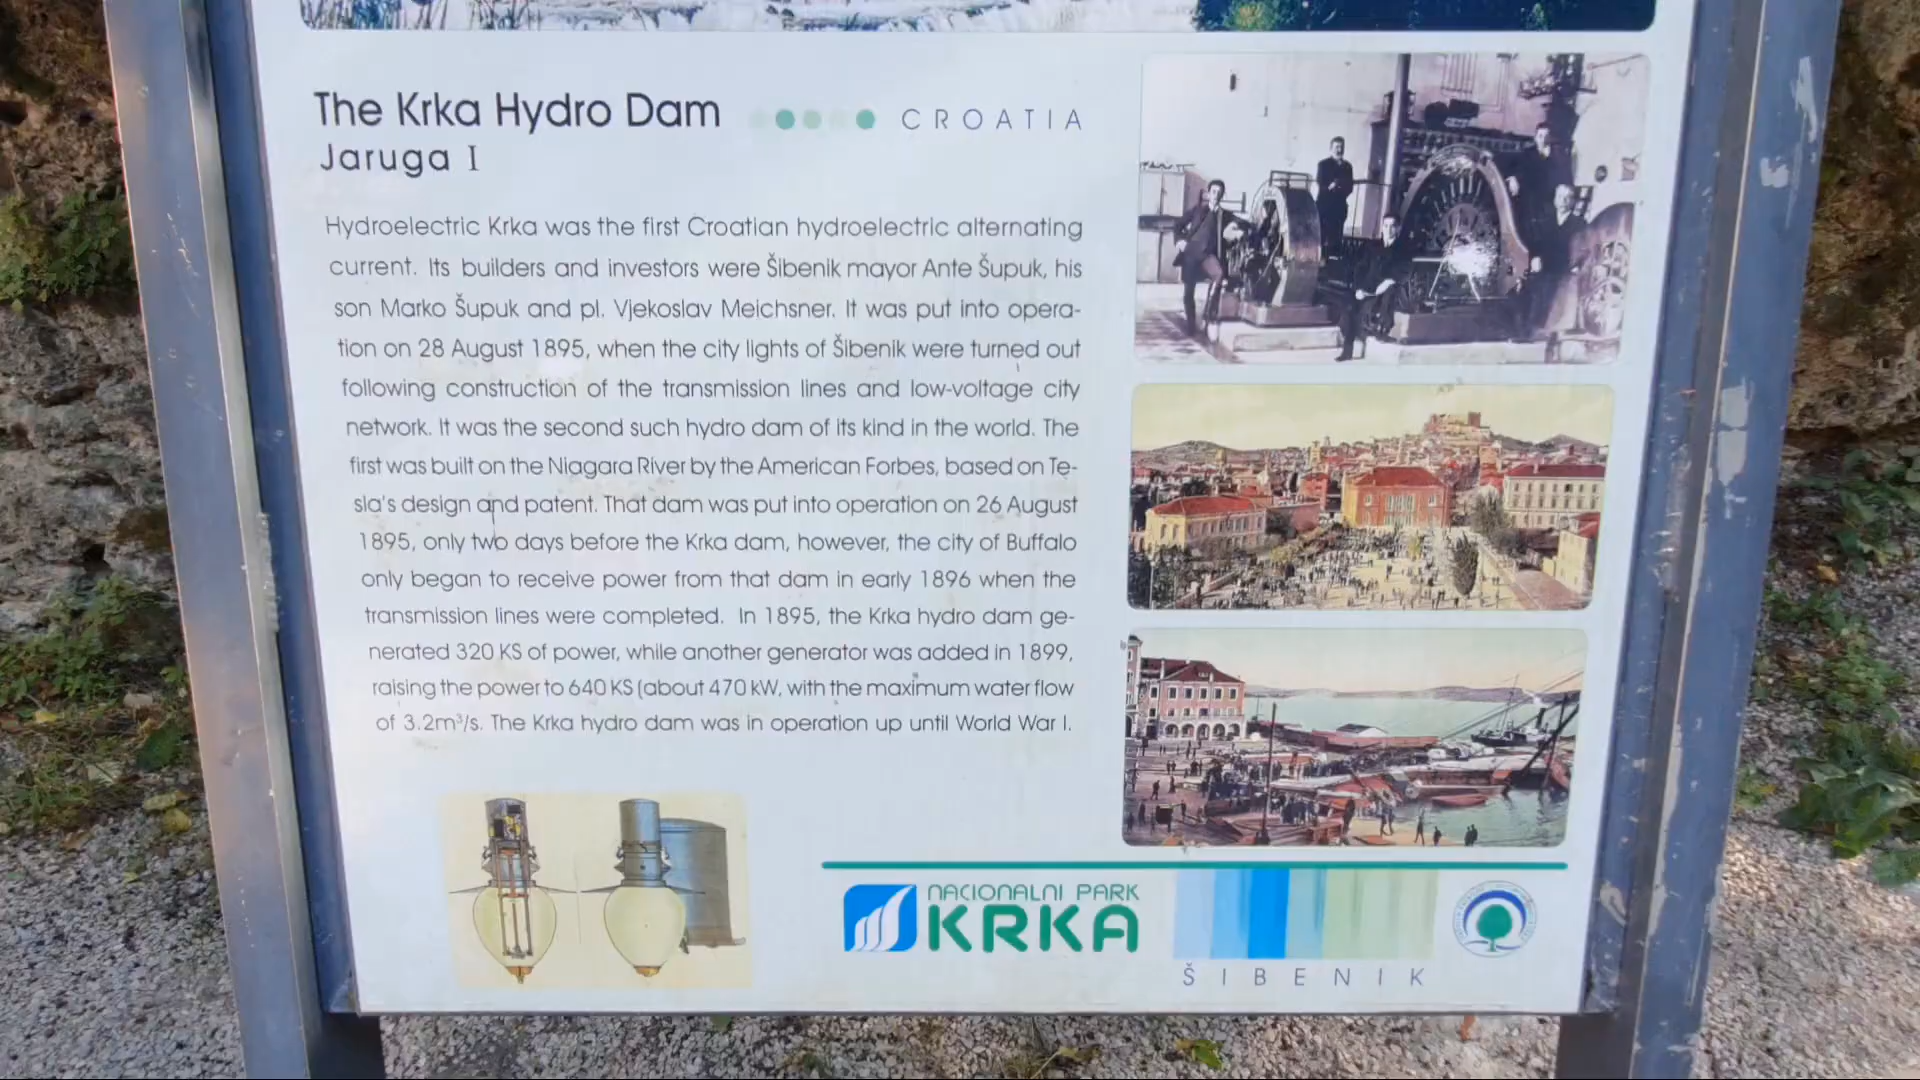 The Krka Hydro Dam
CROATIA
Jaruga I
Hydroelectric Krka was the first Croatian hydroelectric alternating
current. Its builders and investors were Šibenik mayor Ante Šupuk, his
son Marko Šupuk and pl. Vjekoslav Meichsner. It was put into opera-
tion on 28 August 1895, when the city lights of Šibenik were turned out
following construction of the transmission lines and low-voltage city
network. It was the second such hydro dam of its kind in the world. The
first was built on the Niagara River by the American Forbes, based on Te-
sla's design and patent. That dam was put into operation on 26 August
1895, only two days before the Krka dam, however, the city of Buffalo
only began to receive power from that dam in early 1896 when the
transmission lines were completed. In 1895, the Krka hydro dam ge-
nerated 320 KS of power, while another generator was added in 1899,
raising the power to 640 KS (about 470 kW, with the maximum water flow
of 3.2m³/s. The Krka hydro dam was in operation up until World War I.
NACIONALNI PARK
KRKA
ŠIBENIK